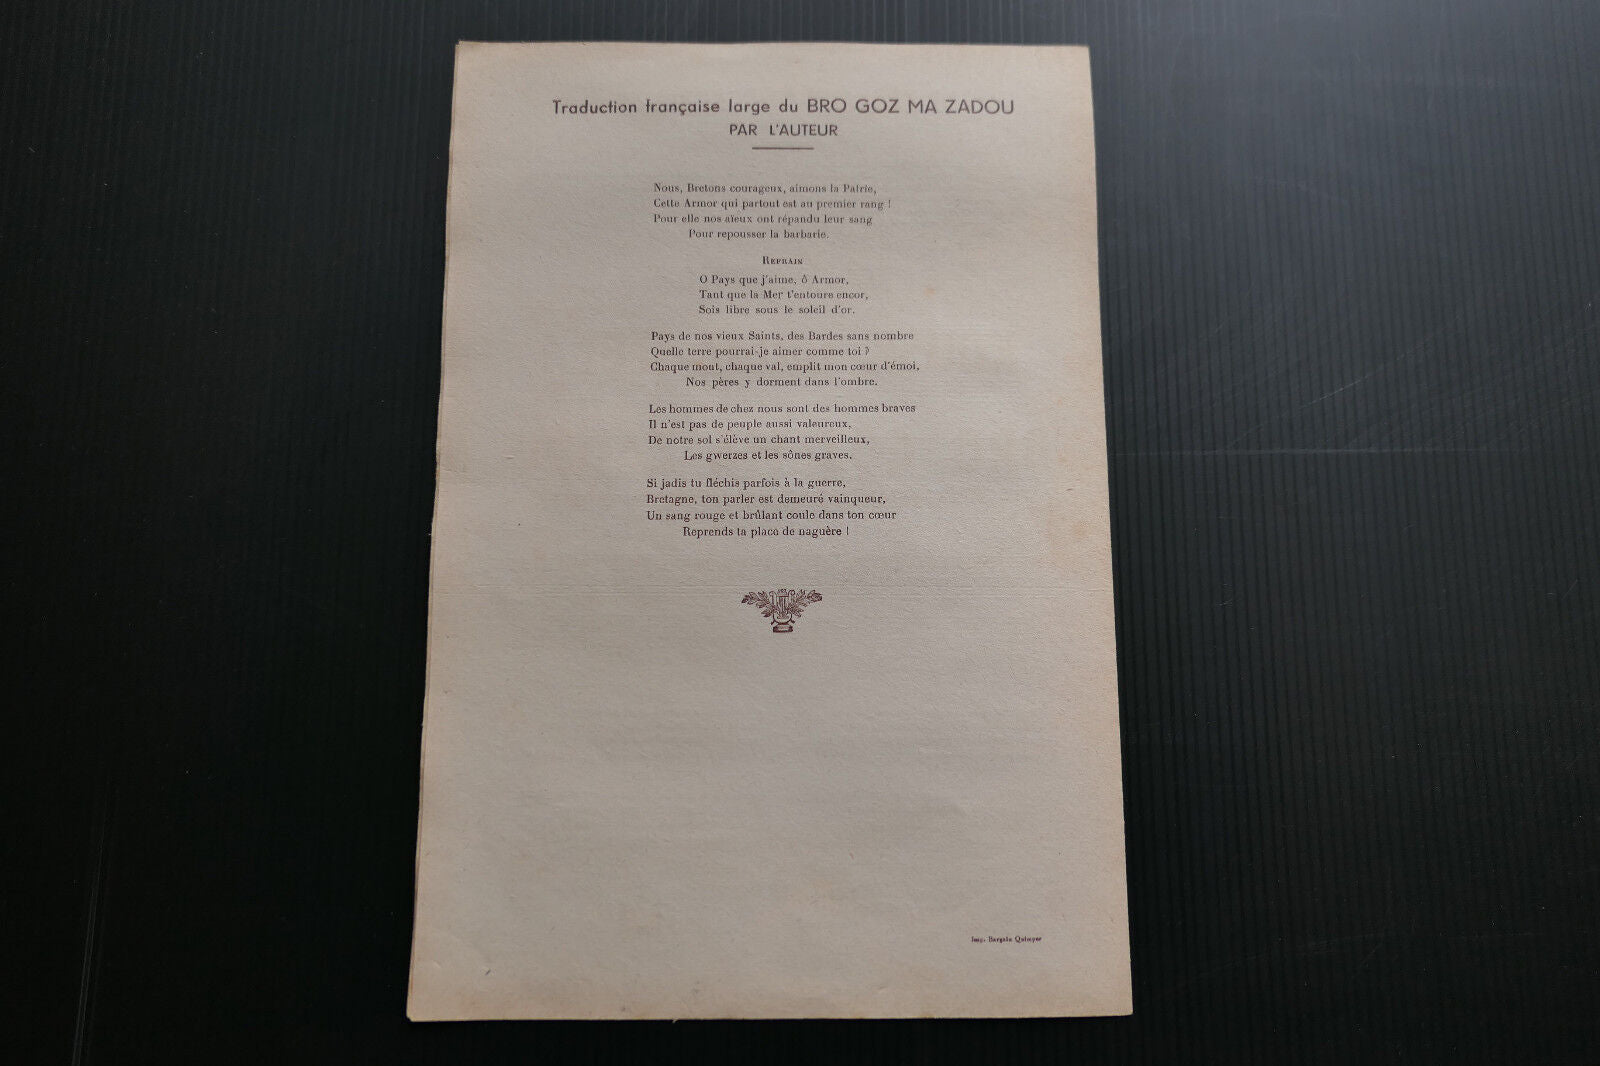 Traduction française large du BRO GOZ MA ZADOU
PAR L'AUTEUR
Nous, Bretons courageux, aimons la Patrie,
Cette Armor qui partout est au premier rang !
Pour elle nos aïeux ont répandu leur sang
Pour repousser la barbarie.
REFRAIN
O Pays que j'aime, ô Armor,
Tant que la Mer t'entoure encor,
Sois libre sous le soleil d'or.
Pays de nos vieux Saints, des Bardes sans nombre
Quelle terre pourrai-je aimer comme toi ?
Chaque mont, chaque val, emplit mon cœur d'émoi,
Nos pères y dorment dans l'ombre.
Les hommes de chez nous sont des hommes braves
Il n'est pas de peuple aussi valeureux,
De notre sol s'élève un chant merveilleux,
Les gwerzes et les sônes graves.
Si jadis tu fléchis parfois à la guerre,
Bretagne, ton parler est demeuré vainqueur,
Un sang rouge et brûlant coule dans ton cœur
Reprends ta place de naguère !
Imp. Bargain Quimper